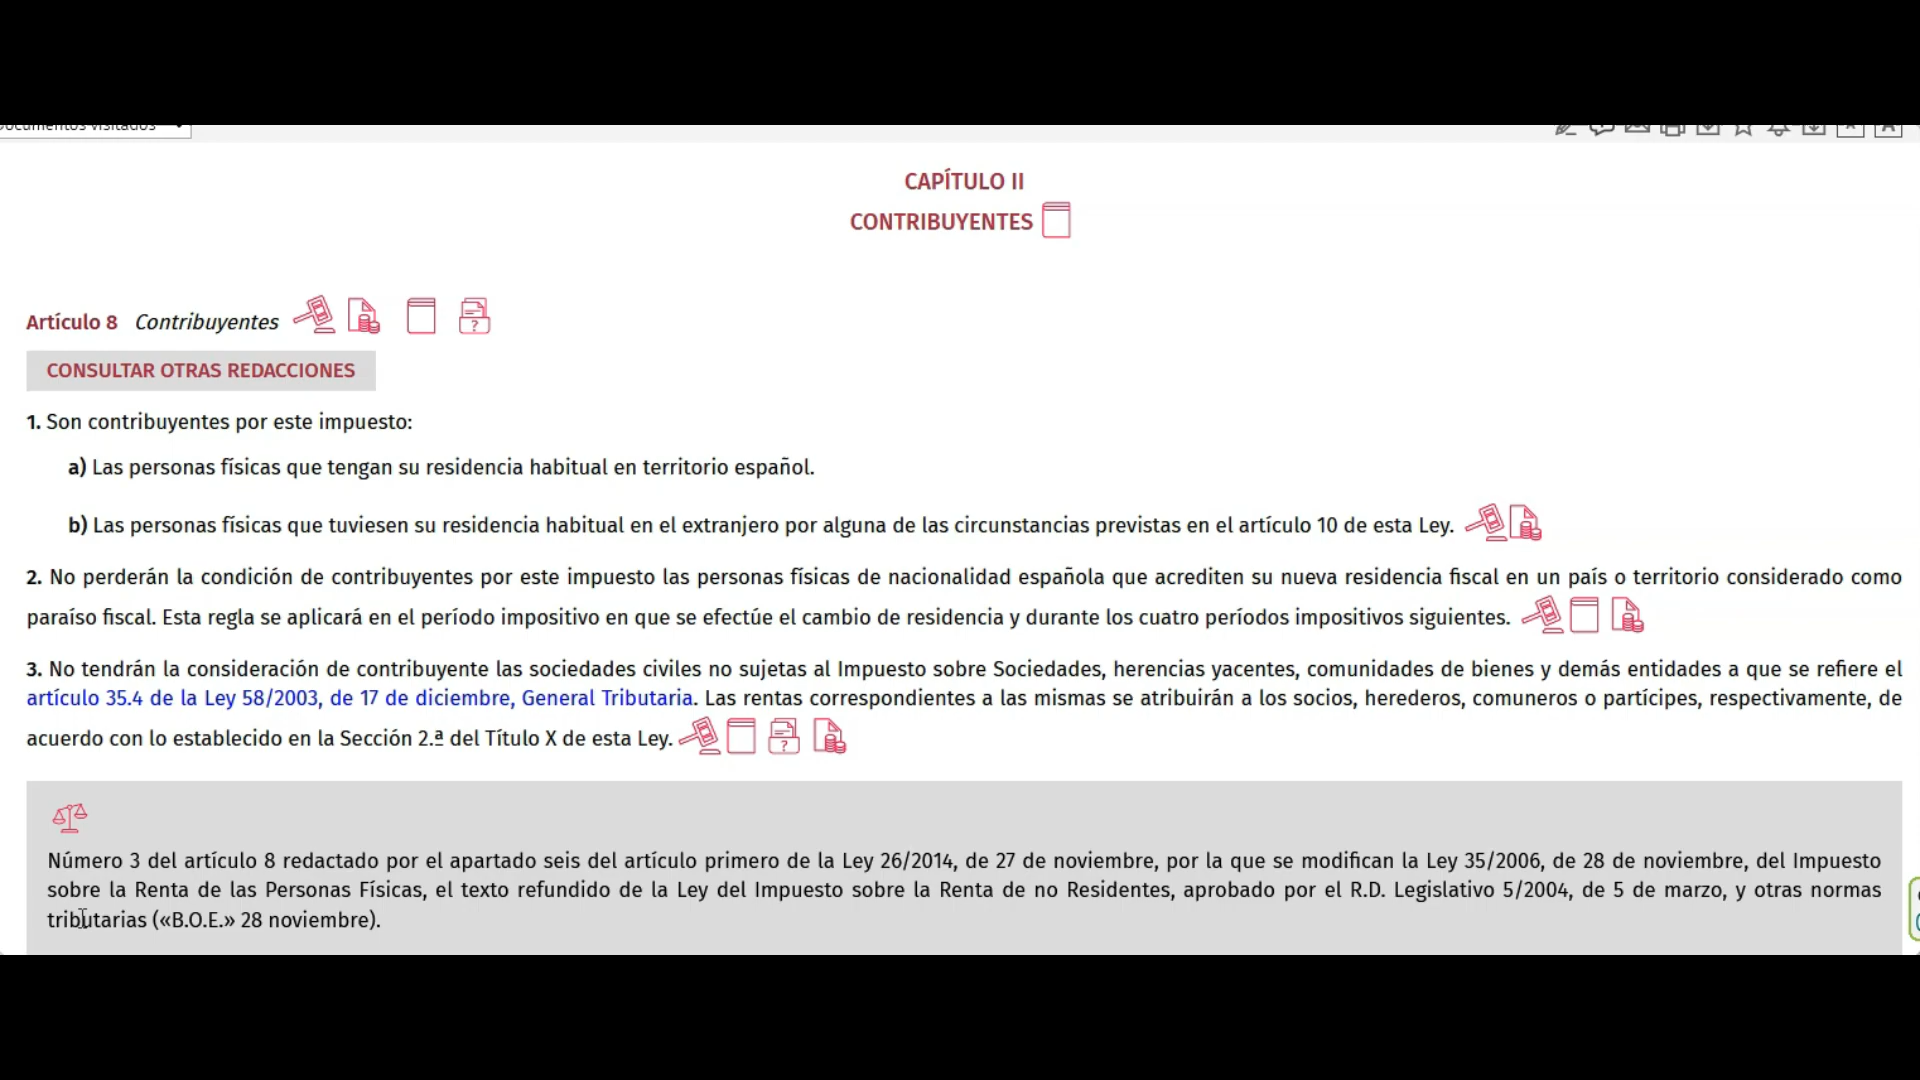 Documentos visitados
CAPÍTULO II
CONTRIBUYENTES
Artículo 8 Contribuyentes
CONSULTAR OTRAS REDACCIONES
1. Son contribuyentes por este impuesto:
a) Las personas físicas que tengan su residencia habitual en territorio español.
b) Las personas físicas que tuviesen su residencia habitual en el extranjero por alguna de las circunstancias previstas en el artículo 10 de esta Ley.
2. No perderán la condición de contribuyentes por este impuesto las personas físicas de nacionalidad española que acrediten su nueva residencia fiscal en un país o territorio considerado como
paraíso fiscal. Esta regla se aplicará en el período impositivo en que se efectúe el cambio de residencia y durante los cuatro períodos impositivos siguientes.
3. No tendrán la consideración de contribuyente las sociedades civiles no sujetas al Impuesto sobre Sociedades, herencias yacentes, comunidades de bienes y demás entidades a que se refiere el
artículo 35.4 de la Ley 58/2003, de 17 de diciembre, General Tributaria. Las rentas correspondientes a las mismas se atribuirán a los socios, herederos, comuneros o partícipes, respectivamente, de
acuerdo con lo establecido en la Sección 2.ª del Título X de esta Ley.
Número 3 del artículo 8 redactado por el apartado seis del artículo primero de la Ley 26/2014, de 27 de noviembre, por la que se modifican la Ley 35/2006, de 28 de noviembre, del Impuesto
sobre la Renta de las Personas Físicas, el texto refundido de la Ley del Impuesto sobre la Renta de no Residentes, aprobado por el R.D. Legislativo 5/2004, de 5 de marzo, y otras normas
tributarias («B.O.E.» 28 noviembre).